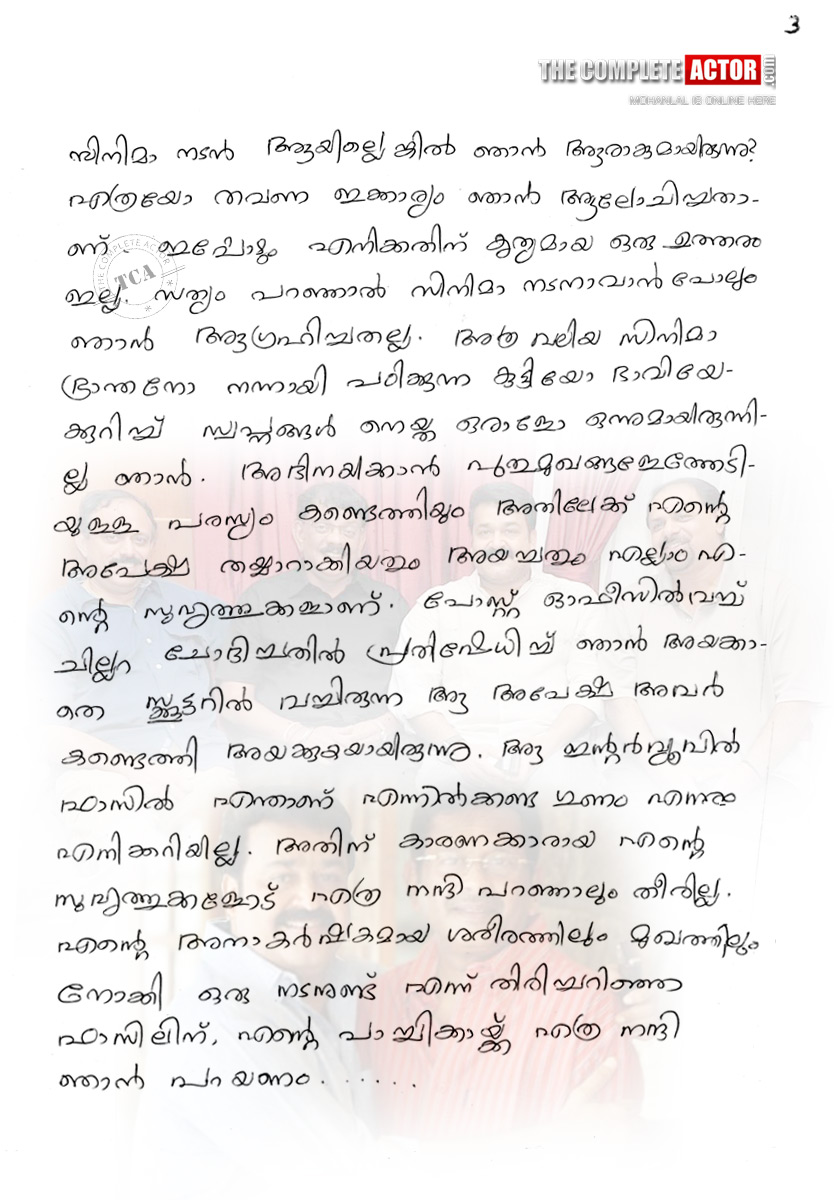 3
THE COMPLETE ACTOR .com
MOHANLAL IS ONLINE HERE
സിനിമാ നടൻ ആയില്ലെങ്കിൽ ഞാൻ ആരാകുമായിരുന്നു?
എത്രയോ തവണ ഇക്കാര്യം ഞാൻ ആലോചിച്ചതാ-
ണ്. ഇപ്പോഴും എനിക്കതിന് കൃത്യമായ ഒരു ഉത്തരം
ഇല്ല. സത്യം പറഞ്ഞാൽ സിനിമാ നടനാവാൻ പോലും
THE COMPLETE ACTOR
TCA
ഞാൻ ആഗ്രഹിച്ചതല്ല. അത്ര വലിയ സിനിമാ
ഭ്രാന്തനോ നന്നായി പഠിക്കുന്ന കുട്ടിയോ ഭാവിയേ-
ക്കുറിച്ച് സ്വപ്നങ്ങൾ നെയ്ത ഒരാളോ ഒന്നുമായിരുന്നി-
ല്ല ഞാൻ. അഭിനയിക്കാൻ പുതുമുഖങ്ങളേത്തേടി-
യുള്ള പരസ്യം കണ്ടെത്തിയും അതിലേക്ക് എന്റെ
അപേക്ഷ തയ്യാറാക്കിയതും അയച്ചതും എല്ലാം എ-
ന്റെ സുഹൃത്തുക്കളാണ്. പോസ്റ്റ് ഓഫീസിൽവച്ച്
ചില്ലറ ചോദിച്ചതിൽ പ്രതിഷേധിച്ച് ഞാൻ അയക്കാ-
തെ സ്കൂട്ടറിൽ വച്ചിരുന്ന ആ അപേക്ഷ അവർ
കണ്ടെത്തി അയക്കുകയായിരുന്നു. ആ ഇന്റർവ്യൂവിൽ
ഫാസിൽ എന്താണ് എന്നിൽക്കണ്ട ഗുണം എന്നും
എനിക്കറിയില്ല. അതിന് കാരണക്കാരായ എന്റെ
സുഹൃത്തുക്കളോട് എത്ര നന്ദി പറഞ്ഞാലും തീരില്ല.
എന്റെ അനാകർഷകമായ ശരീരത്തിലും മുഖത്തിലും
നോക്കി ഒരു നടനുണ്ട് എന്ന് തിരിച്ചറിഞ്ഞ
ഫാസിലിന്, എന്റെ പാച്ചിക്കായ്ക്ക് എത്ര നന്ദി
ഞാൻ പറയണം.......